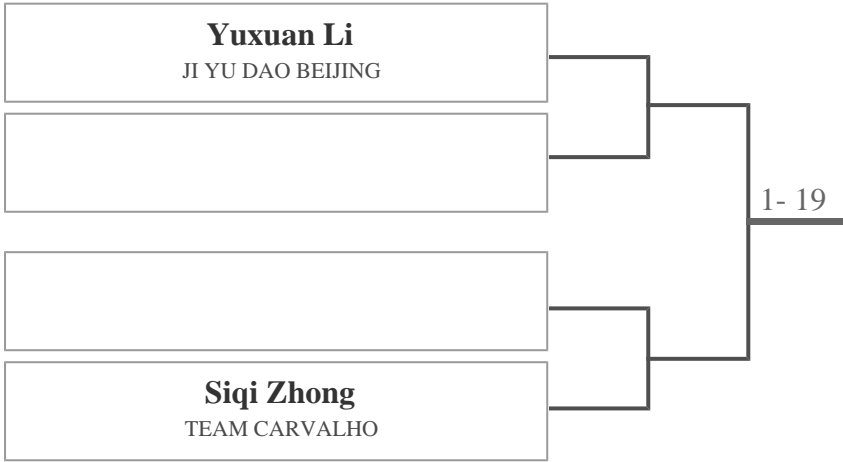 Yuxuan Li
JI YU DAO BEIJING
1- 19
Siqi Zhong
TEAM CARVALHO